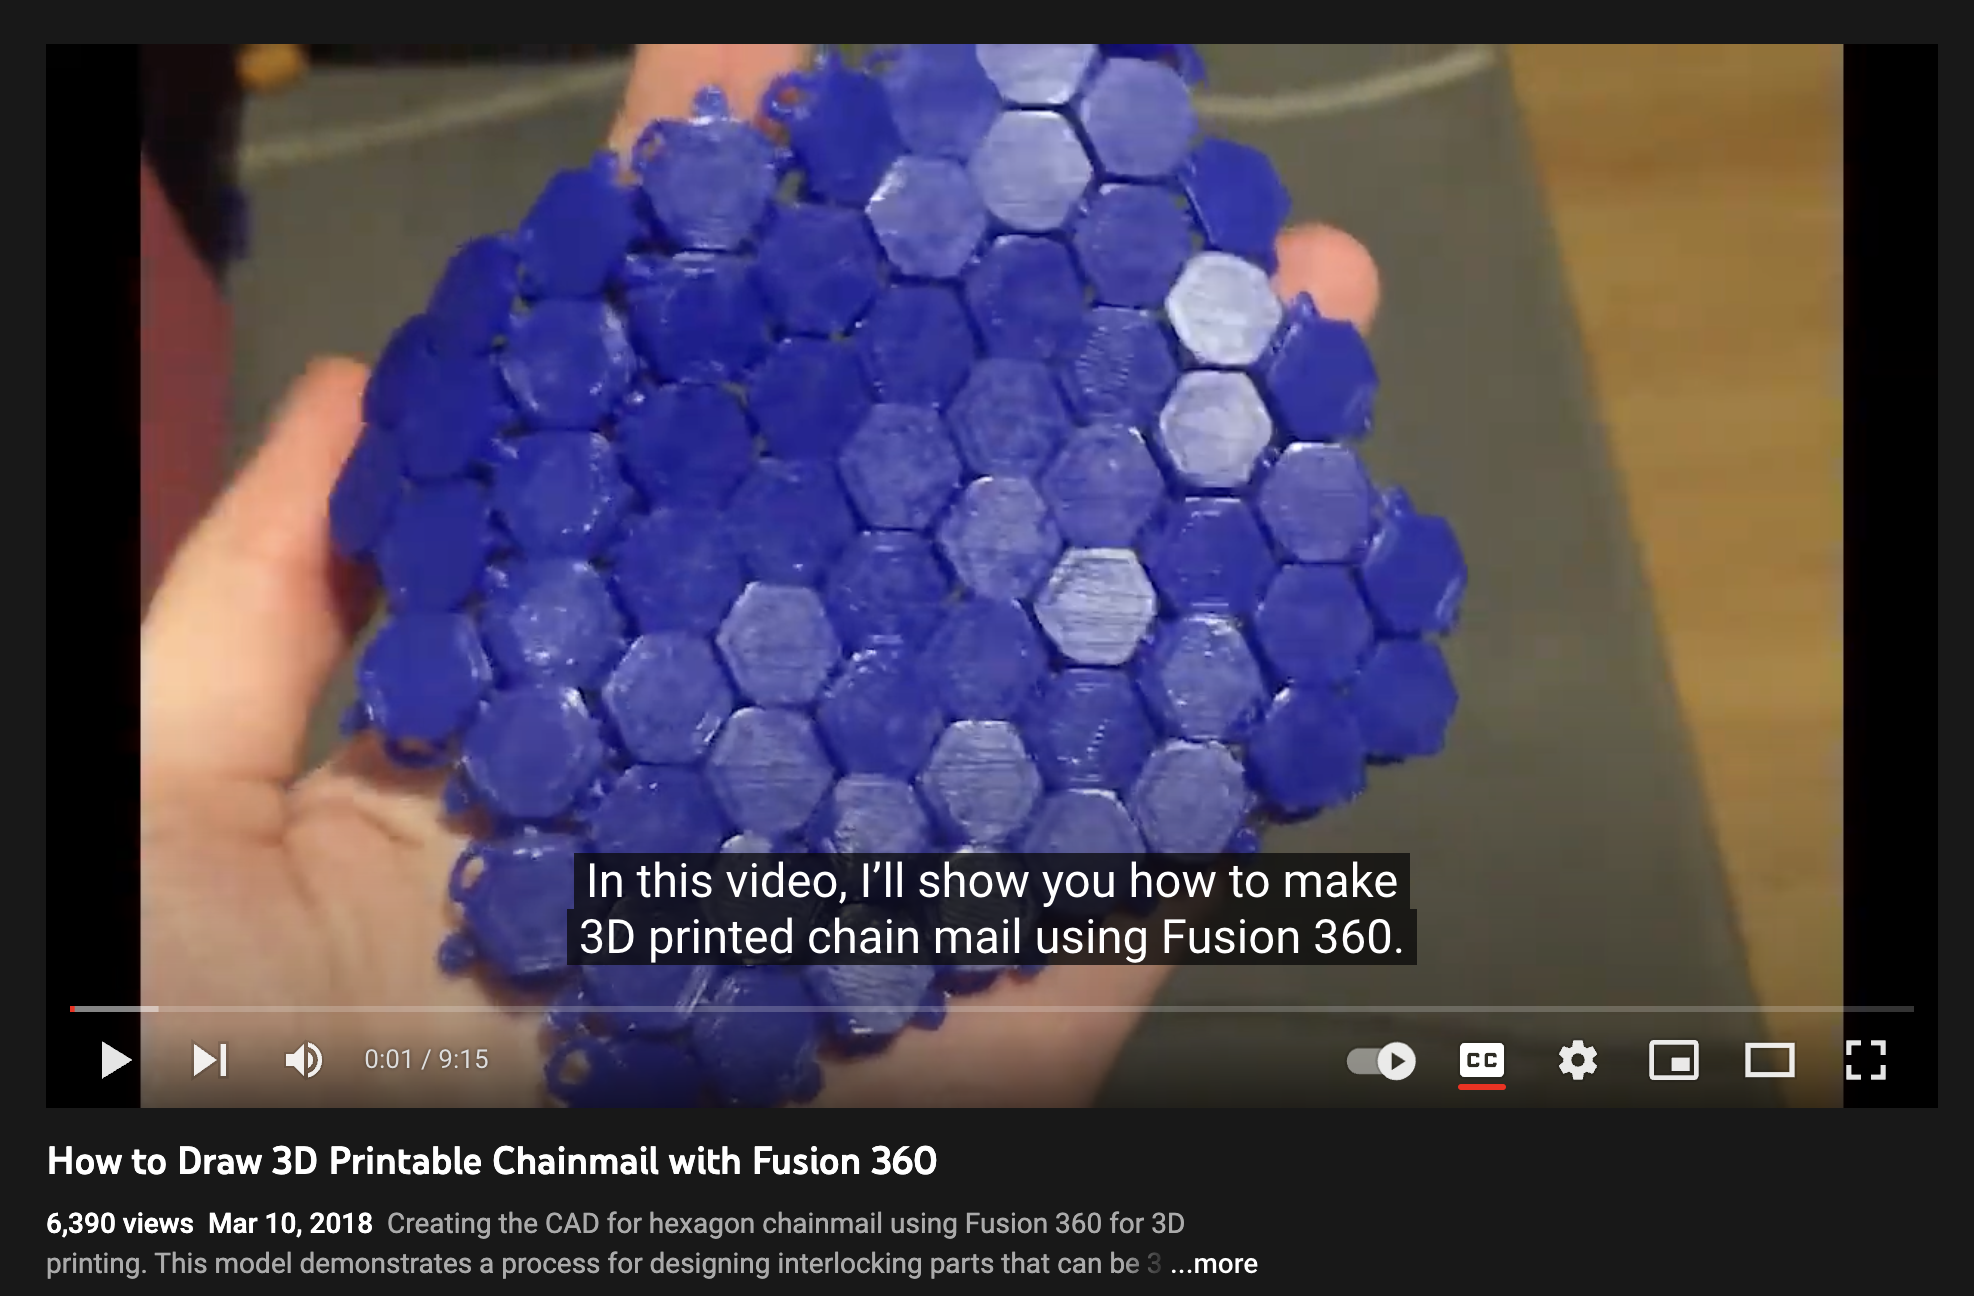 In this video, I’ll show you how to make
3D printed chain mail using Fusion 360.
0:01 / 9:15
CC
How to Draw 3D Printable Chainmail with Fusion 360
6,390 views Mar 10, 2018 Creating the CAD for hexagon chainmail using Fusion 360 for 3D
printing. This model demonstrates a process for designing interlocking parts that can be 3 ...more